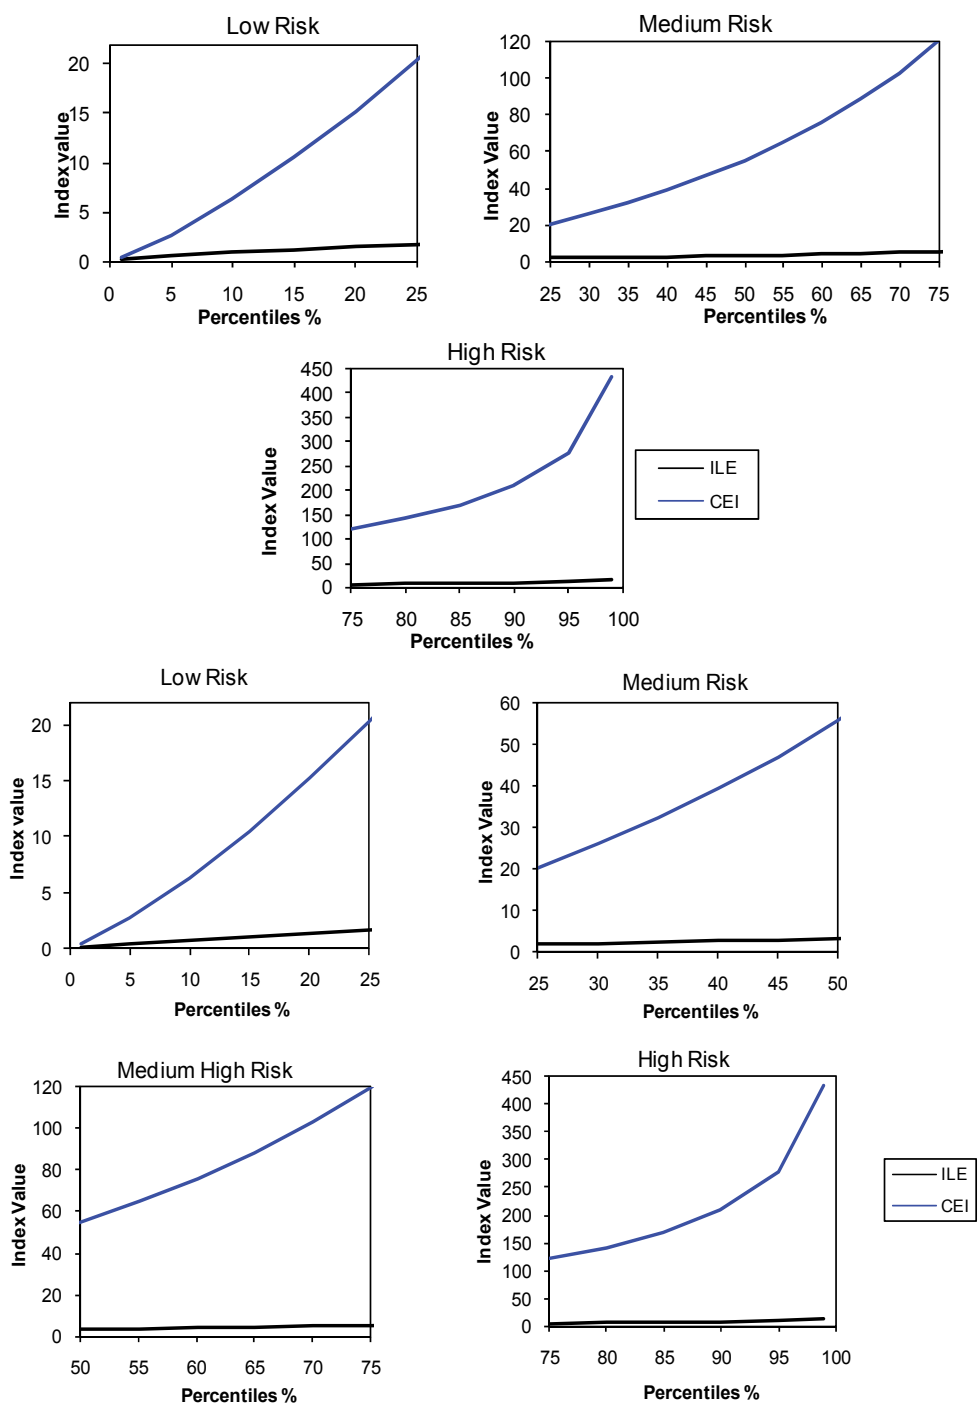 Low Risk
20
15
10
5
0
Index value
0 5 10 15 20 25
Percentiles %
Medium Risk
120
100
80
60
40
20
0
Index Value
25 30 35 40 45 50 55 60 65 70 75
Percentiles %
High Risk
450
400
350
300
250
200
150
100
50
0
Index Value
75 80 85 90 95 100
Percentiles %
ILE
CEI
Low Risk
20
15
10
5
0
Index value
0 5 10 15 20 25
Percentiles %
Medium Risk
60
50
40
30
20
10
0
Index Value
25 30 35 40 45 50
Percentiles %
Medium High Risk
120
100
80
60
40
20
0
Index Value
50 55 60 65 70 75
Percentiles %
High Risk
450
400
350
300
250
200
150
100
50
0
Index Value
75 80 85 90 95 100
Percentiles %
ILE
CEI